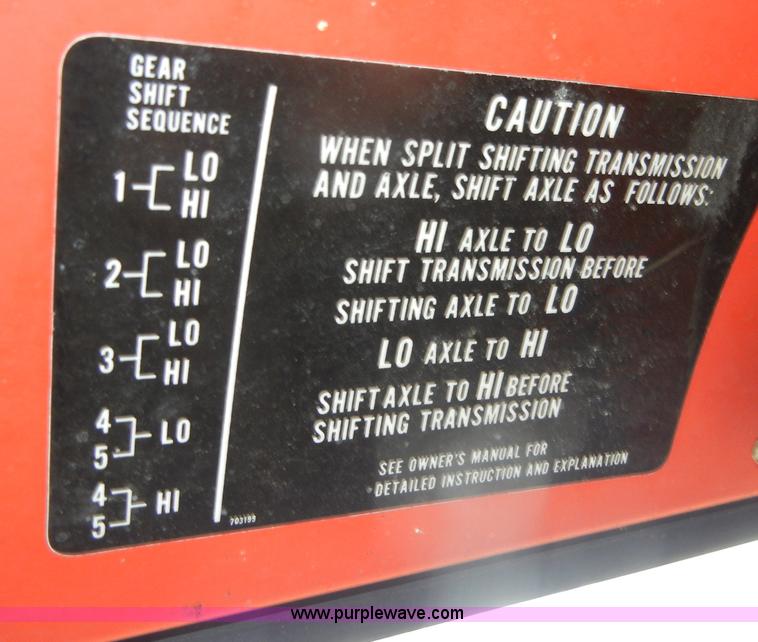 GEAR
SHIFT
SEQUENCE
1 LO
HI
2 LO
HI
3 LO
HI
4
5 LO
4
5 HI
CAUTION
WHEN SPLIT SHIFTING TRANSMISSION
AND AXLE, SHIFT AXLE AS FOLLOWS:
HI AXLE TO LO
SHIFT TRANSMISSION BEFORE
SHIFTING AXLE TO LO
LO AXLE TO HI
SHIFT AXLE TO HI BEFORE
SHIFTING TRANSMISSION
SEE OWNER'S MANUAL FOR
DETAILED INSTRUCTION AND EXPLANATION
703199
www.purplewave.com